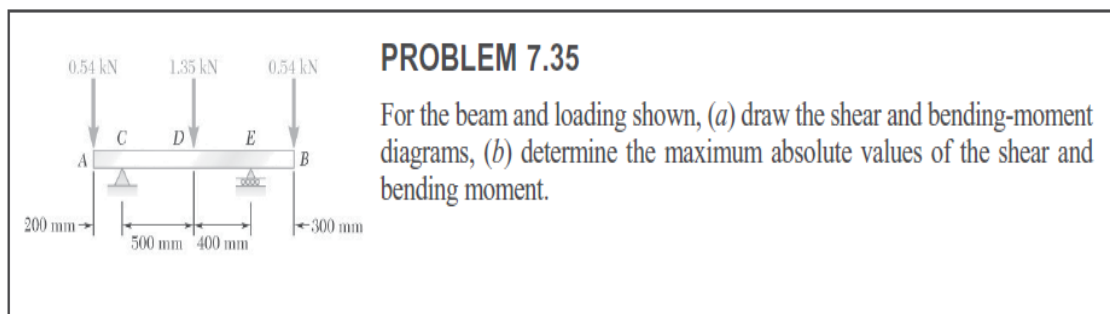 0.54 kN 1.35 kN 0.54 kN
PROBLEM 7.35
For the beam and loading shown, (a) draw the shear and bending-moment
diagrams, (b) determine the maximum absolute values of the shear and
bending moment.
C D E
A B
200 mm 300 mm
500 mm 400 mm